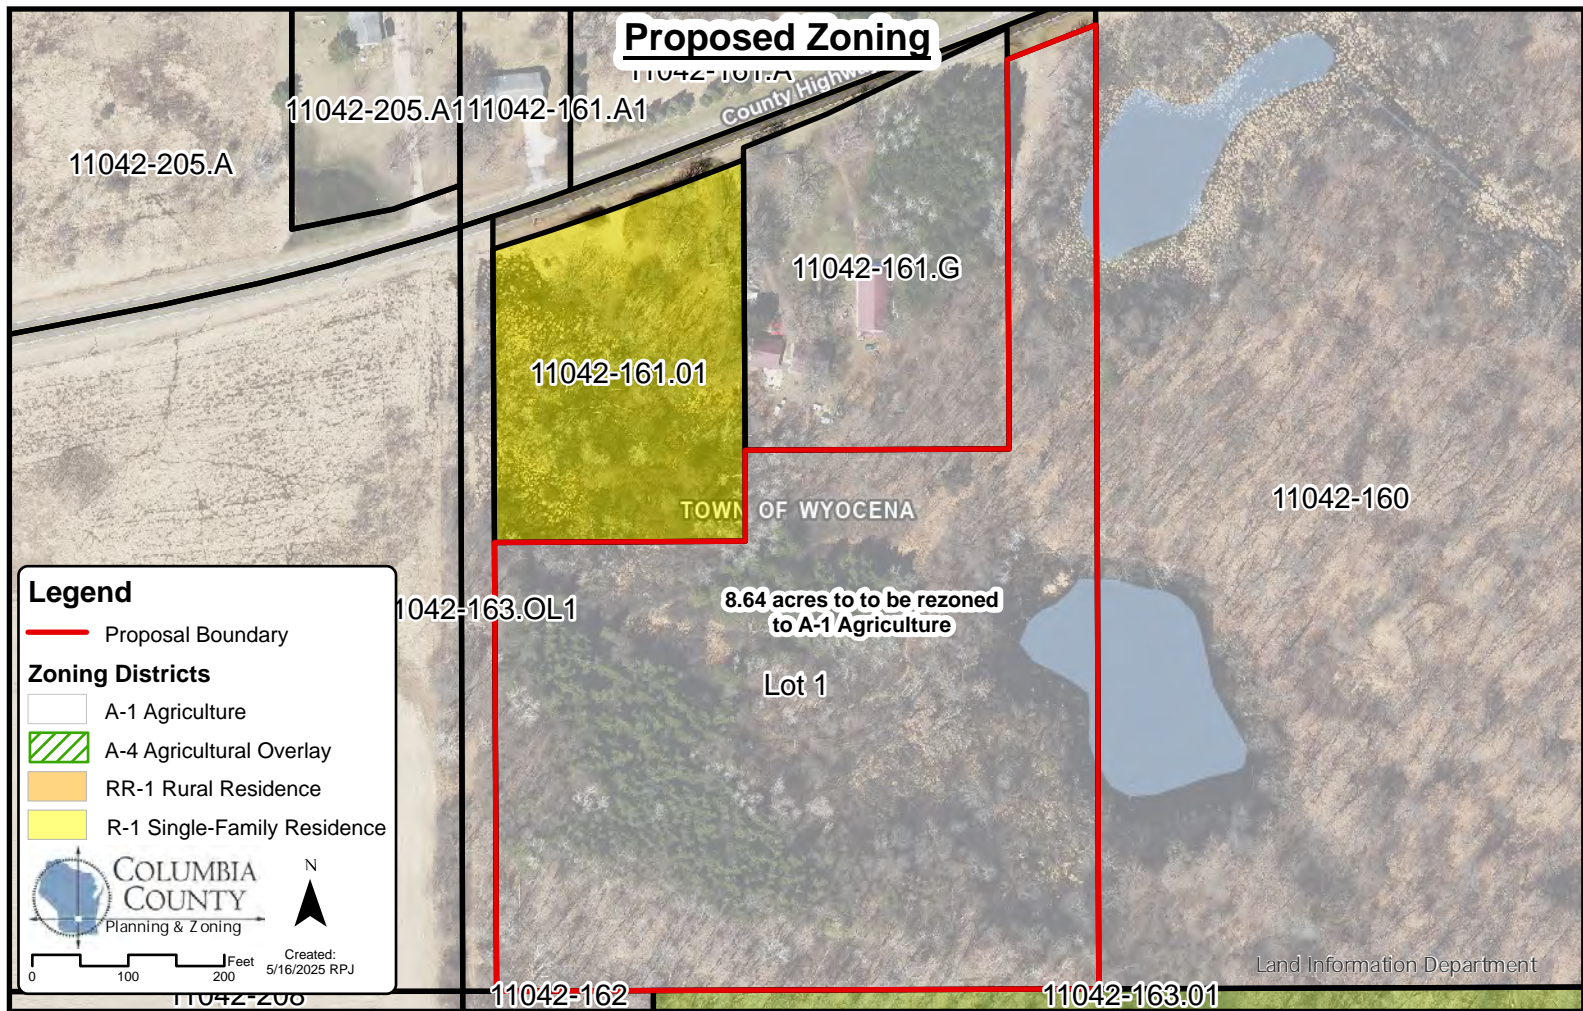 Proposed Zoning
11042-161.A
County Highway
11042-205.A1
11042-161.A1
11042-205.A
11042-161.G
11042-161.01
11042-160
TOWN OF WYOCENA
8.64 acres to to be rezoned
to A-1 Agriculture
Lot 1
1042-163.OL1
Legend
Proposal Boundary
Zoning Districts
A-1 Agriculture
A-4 Agricultural Overlay
RR-1 Rural Residence
R-1 Single-Family Residence
COLUMBIA
COUNTY
Planning & Zoning
N
Feet
0 100 200
Created:
5/16/2025 RPJ
Land Information Department
11042-208
11042-162
11042-163.01